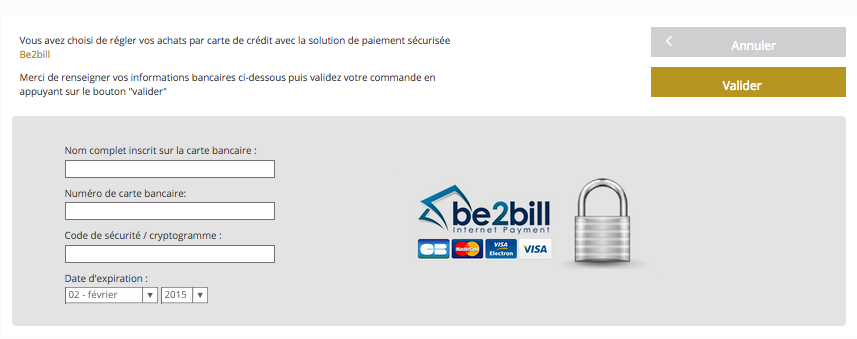 Vous avez choisi de régler vos achats par carte de crédit avec la solution de paiement sécurisée
Be2bill
Merci de renseigner vos informations bancaires ci-dessous puis validez votre commande en
appuyant sur le bouton "valider"
Annuler
Valider
Nom complet inscrit sur la carte bancaire :
Numéro de carte bancaire:
Code de sécurité / cryptogramme :
Date d'expiration :
02 - février
2015
be2bill
Internet Payment
CB
MasterCard
VISA
Electron
VISA